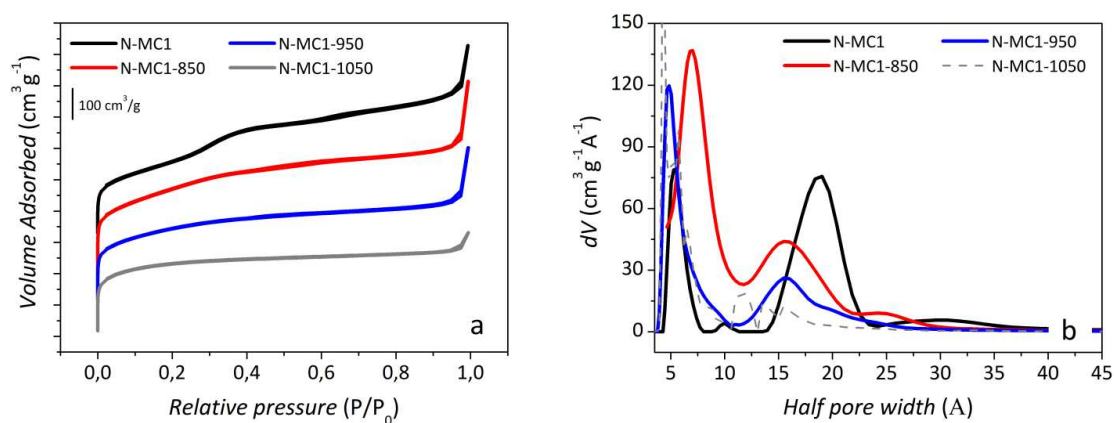 N-MC1
N-MC1-950
N-MC1-850
N-MC1-1050
100 cm³/g
Volume Adsorbed (cm³ g⁻¹)
a
0,0 0,2 0,4 0,6 0,8 1,0
Relative pressure (P/P₀)
N-MC1
N-MC1-950
N-MC1-850
N-MC1-1050
150
120
90
75
30
0
dV (cm³ g⁻¹A⁻¹)
b
5 10 15 20 25 30 35 40 45
Half pore width (A)